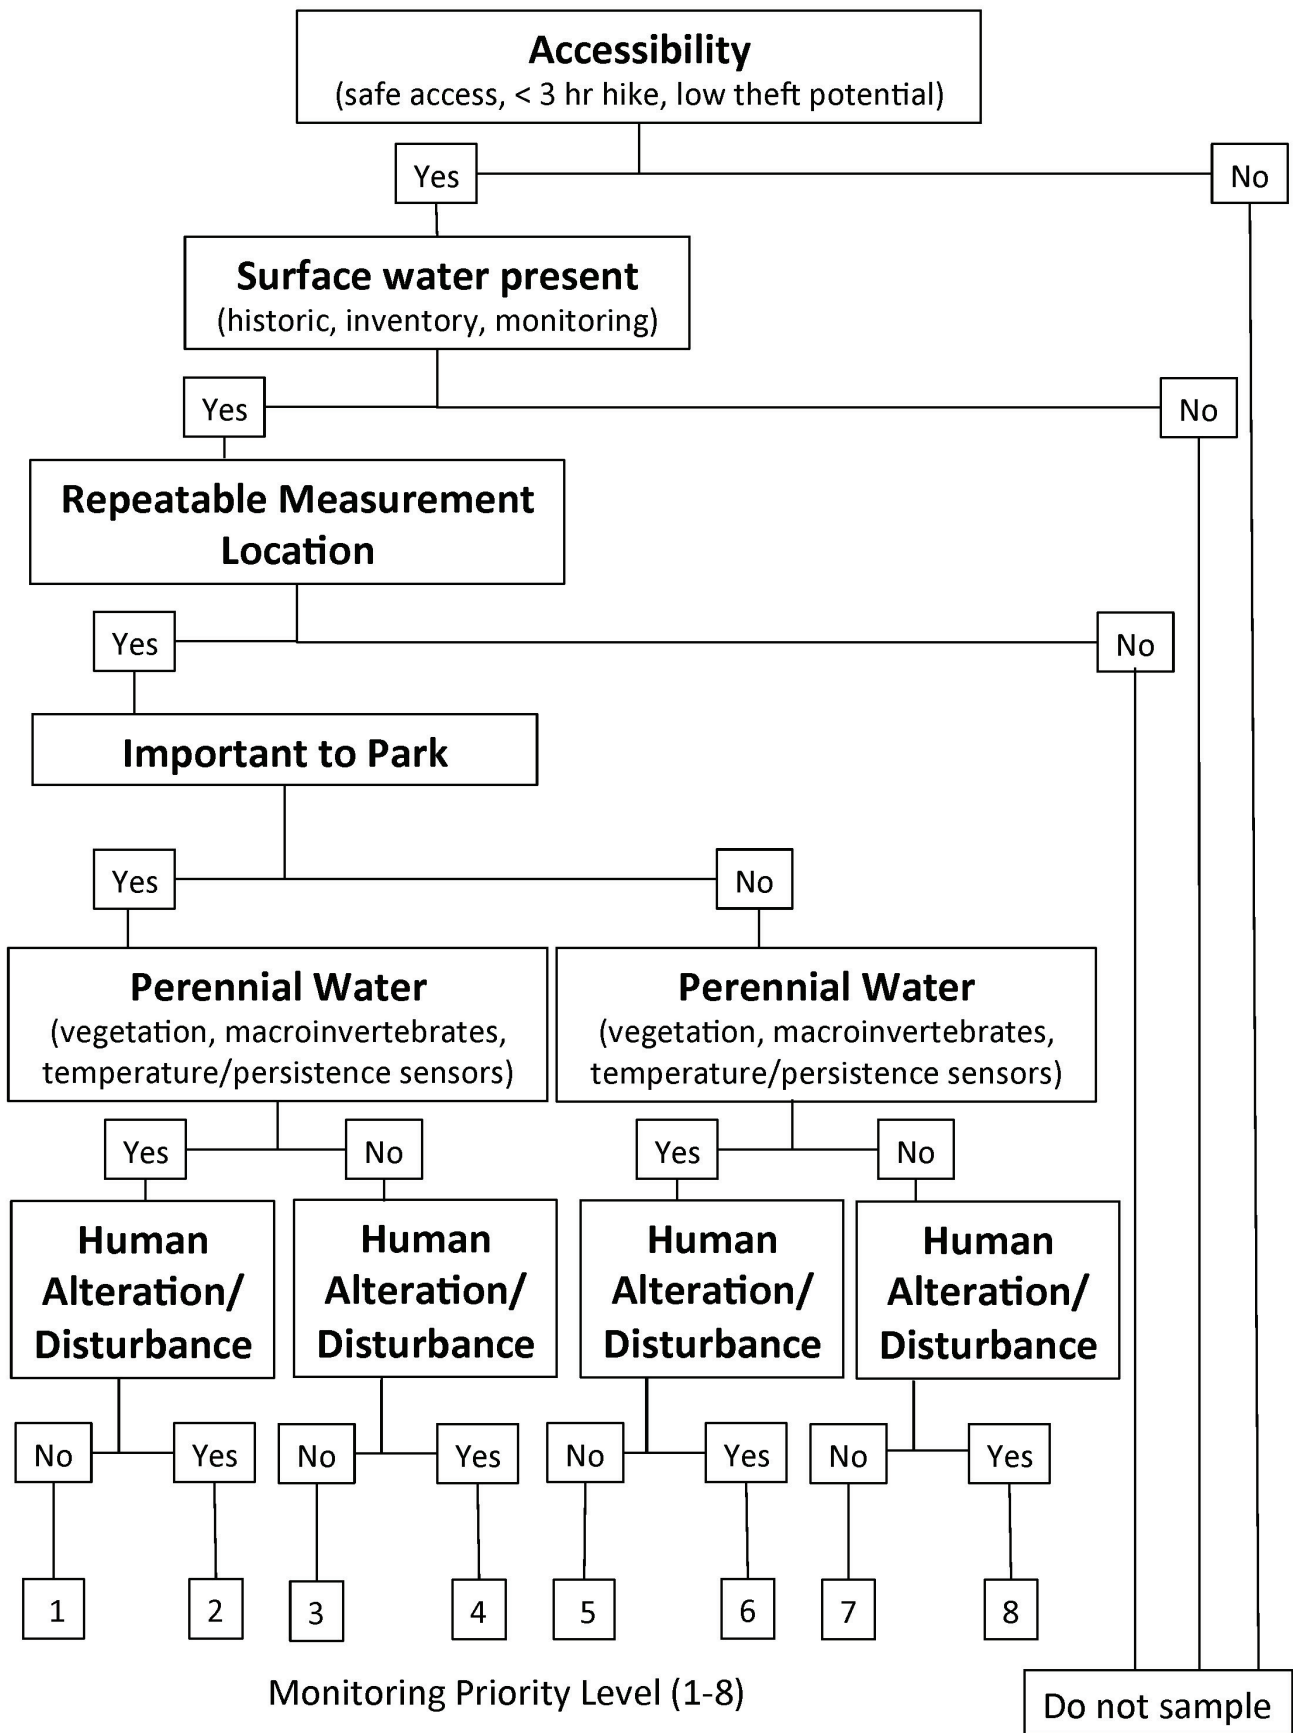 Accessibility
(safe access, < 3 hr hike, low theft potential)
Yes
No
Surface water present
(historic, inventory, monitoring)
Yes
No
Repeatable Measurement
Location
Yes
No
Important to Park
Yes
No
Perennial Water
(vegetation, macroinvertebrates,
temperature/persistence sensors)
Perennial Water
(vegetation, macroinvertebrates,
temperature/persistence sensors)
Yes
No
Yes
No
Human
Alteration/
Disturbance
Human
Alteration/
Disturbance
Human
Alteration/
Disturbance
Human
Alteration/
Disturbance
No
Yes
No
Yes
No
Yes
No
Yes
1
2
3
4
5
6
7
8
Monitoring Priority Level (1-8)
Do not sample